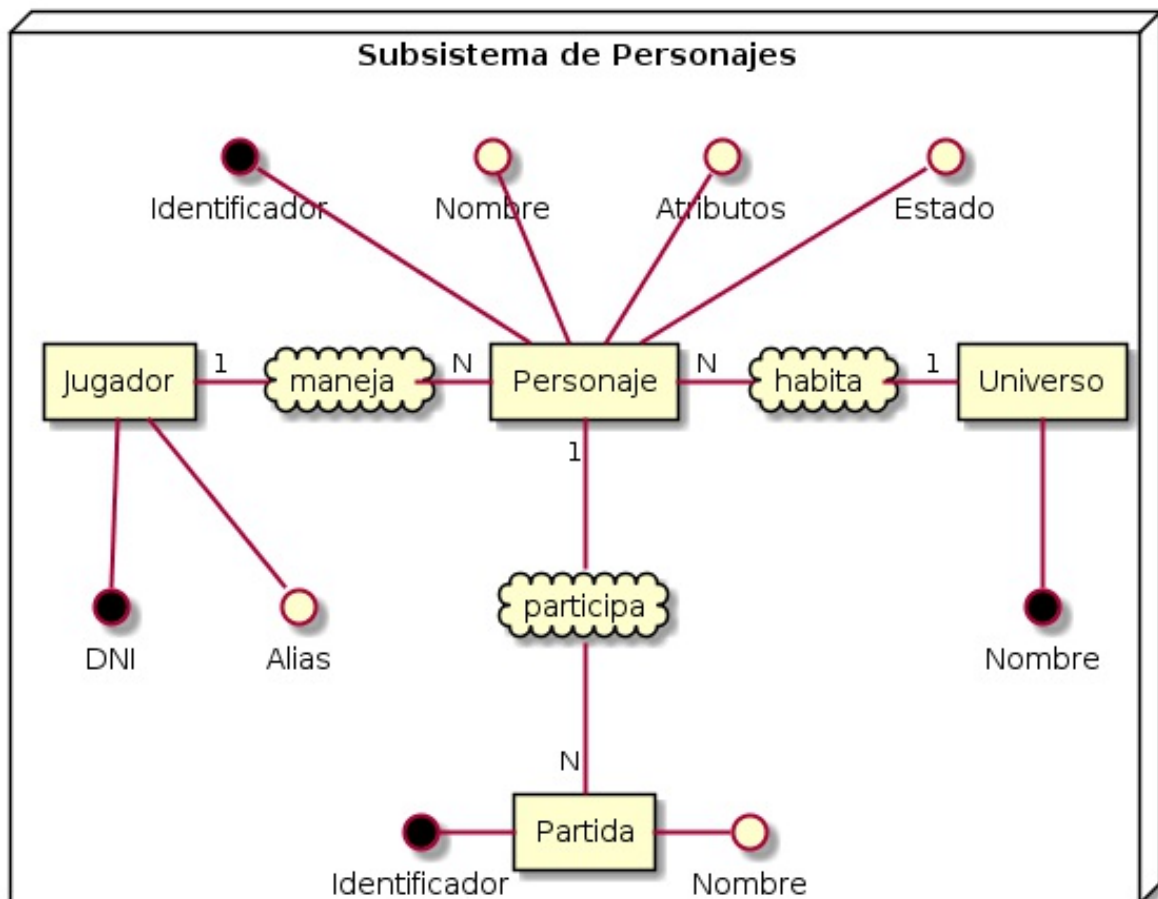 Subsistema de Personajes
Identificador
Nombre
Atributos
Estado
Jugador
1
maneja
N
Personaje
N
habita
1
Universo
1
participa
DNI
Alias
Nombre
N
Partida
Identificador
Nombre